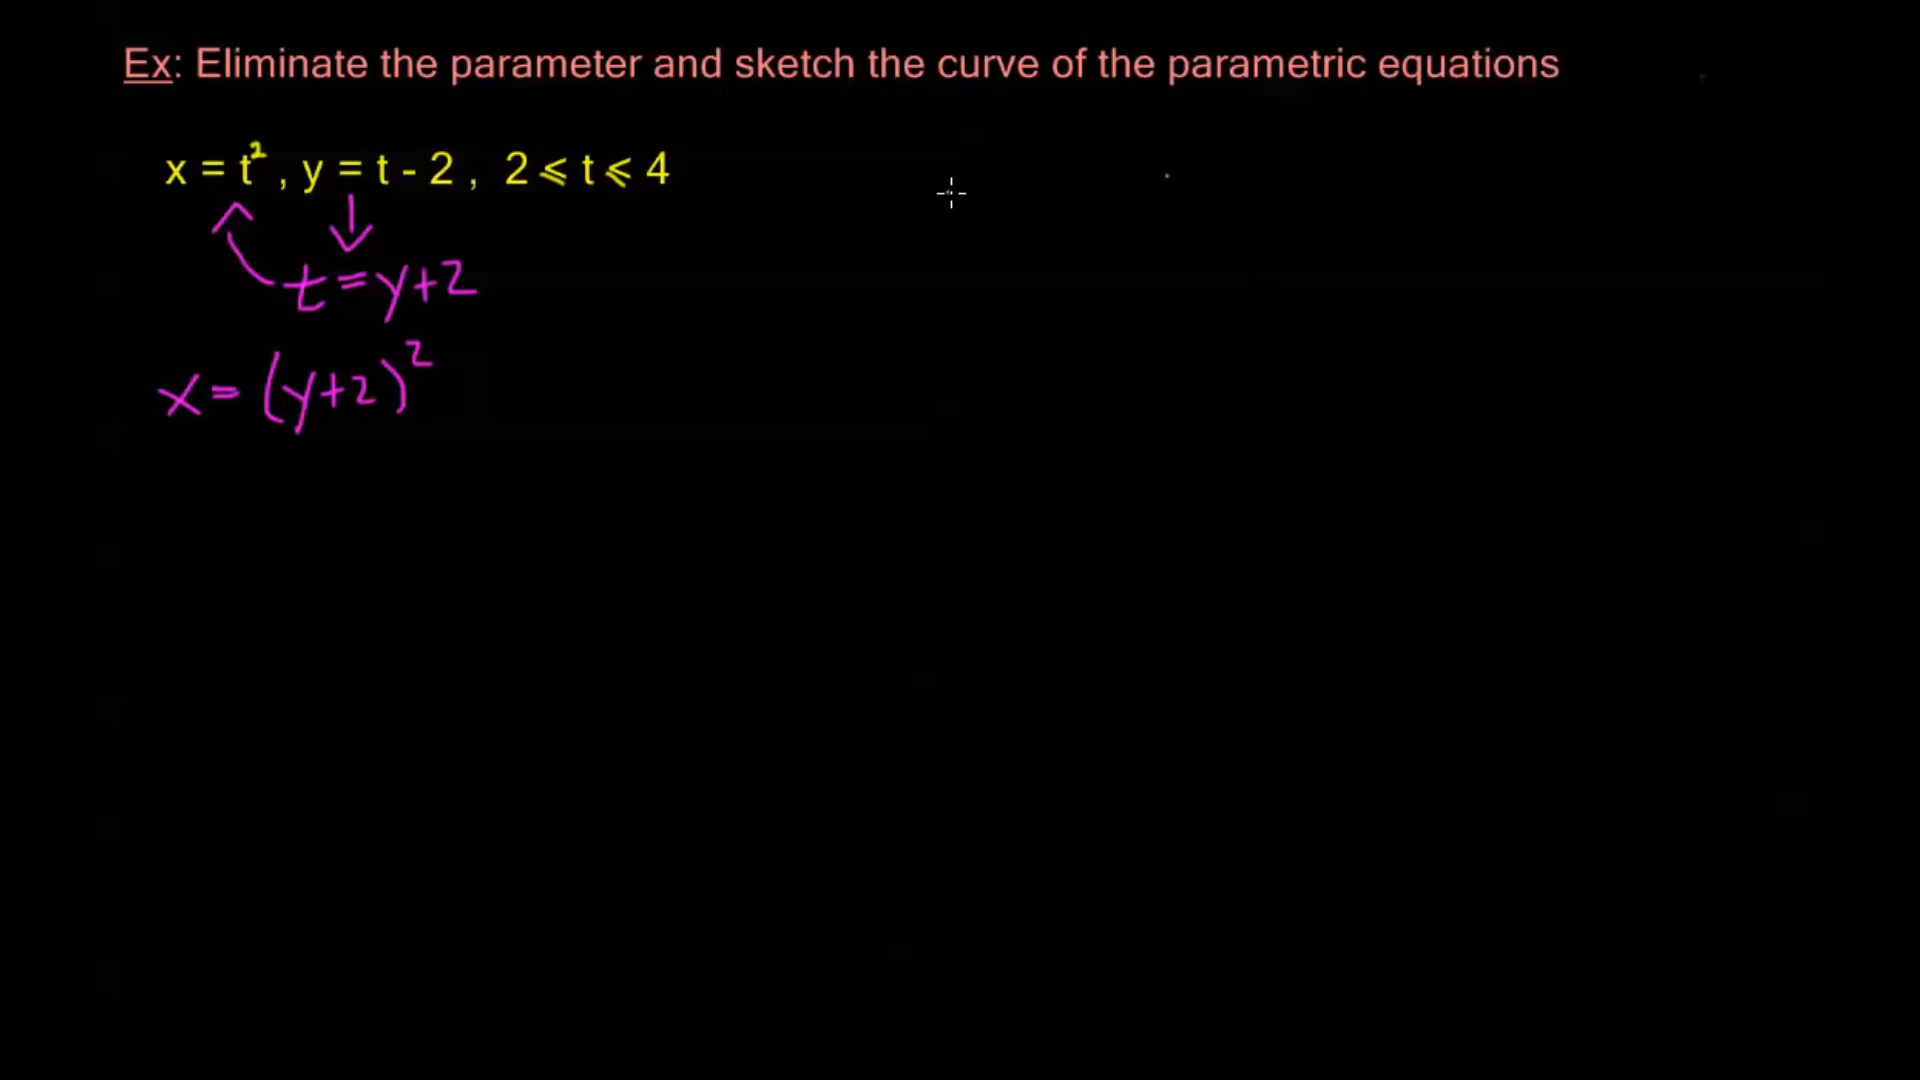 Ex: Eliminate the parameter and sketch the curve of the parametric equations
x = t², y = t - 2, 2 ⩽ t ⩽ 4
t = y+2
x = (y+2)²